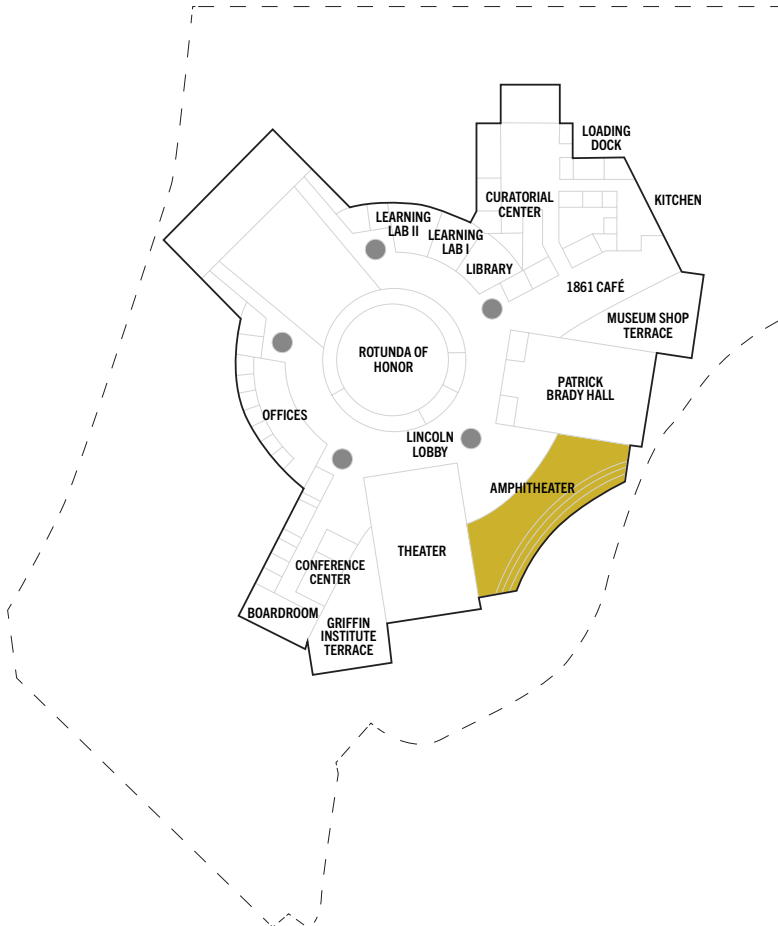 LOADING
DOCK
KITCHEN
CURATORIAL
CENTER
LEARNING
LAB II
LEARNING
LAB I
LIBRARY
1861 CAFÉ
MUSEUM SHOP
TERRACE
ROTUNDA OF
HONOR
PATRICK
BRADY HALL
OFFICES
LINCOLN
LOBBY
AMPHITHEATER
THEATER
CONFERENCE
CENTER
BOARDROOM
GRIFFIN
INSTITUTE
TERRACE